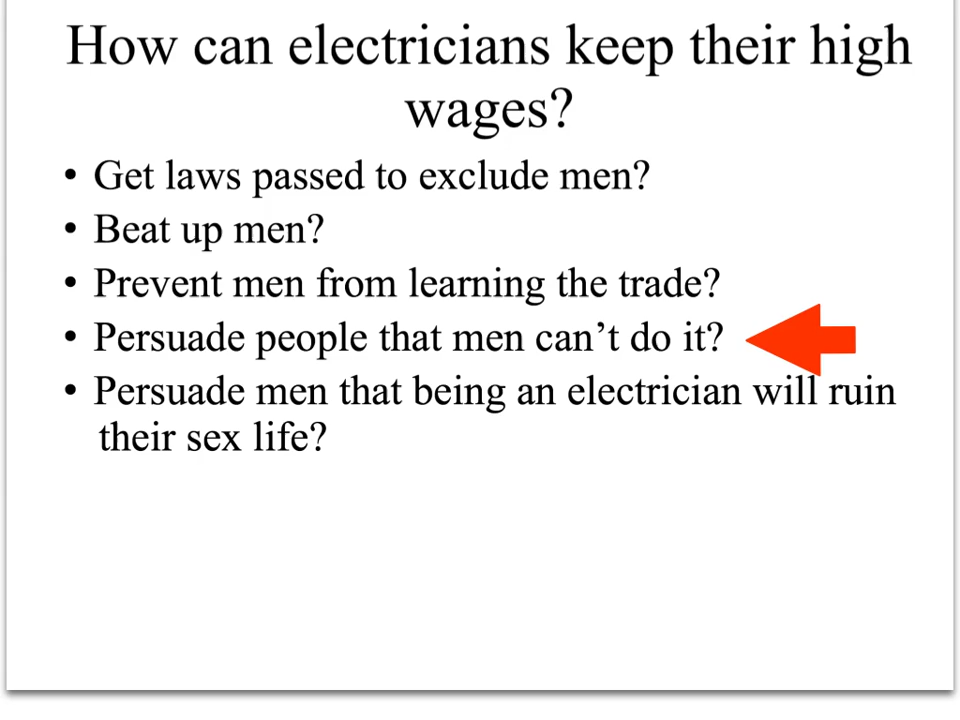 How can electricians keep their high
wages?
• Get laws passed to exclude men?
• Beat up men?
• Prevent men from learning the trade?
• Persuade people that men can’t do it?
• Persuade men that being an electrician will ruin
their sex life?